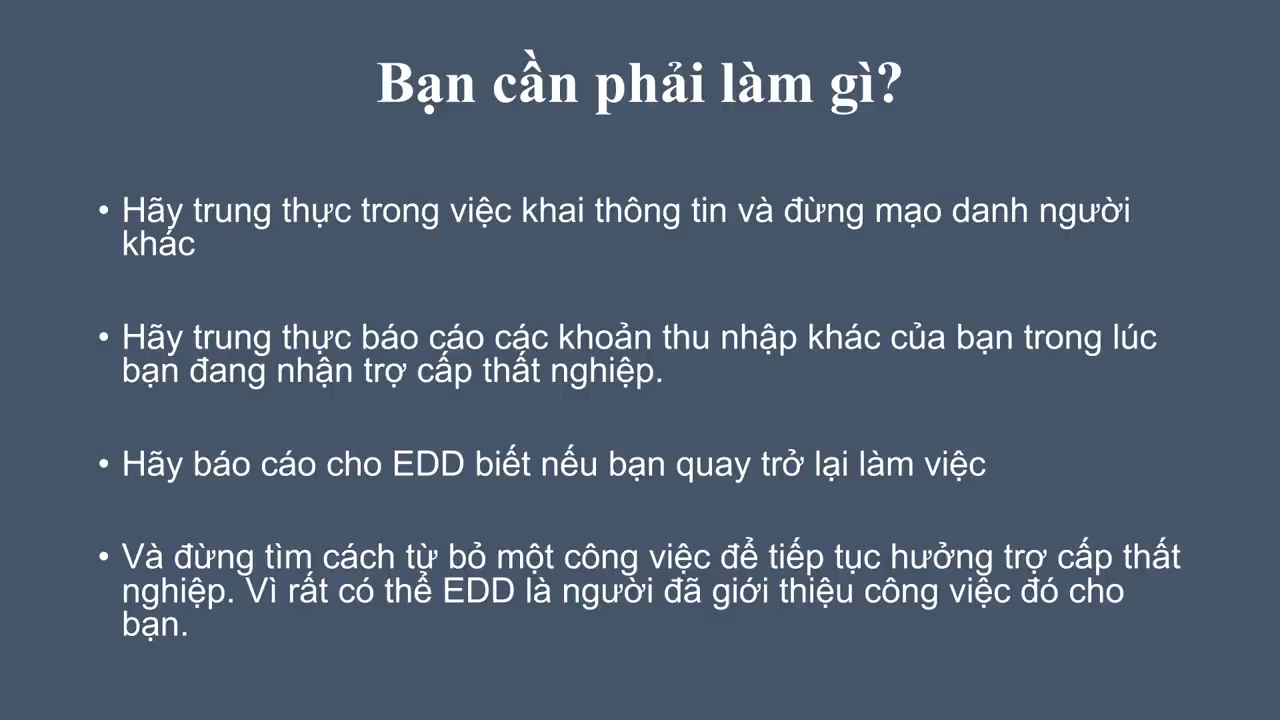 Bạn cần phải làm gì?
• Hãy trung thực trong việc khai thông tin và đừng mạo danh người
khác
• Hãy trung thực báo cáo các khoản thu nhập khác của bạn trong lúc
bạn đang nhận trợ cấp thất nghiệp.
• Hãy báo cáo cho EDD biết nếu bạn quay trở lại làm việc
• Và đừng tìm cách từ bỏ một công việc để tiếp tục hưởng trợ cấp thất
nghiệp. Vì rất có thể EDD là người đã giới thiệu công việc đó cho
bạn.